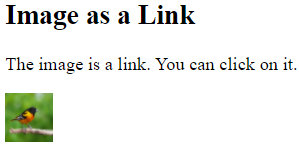 Image as a Link
The image is a link. You can click on it.